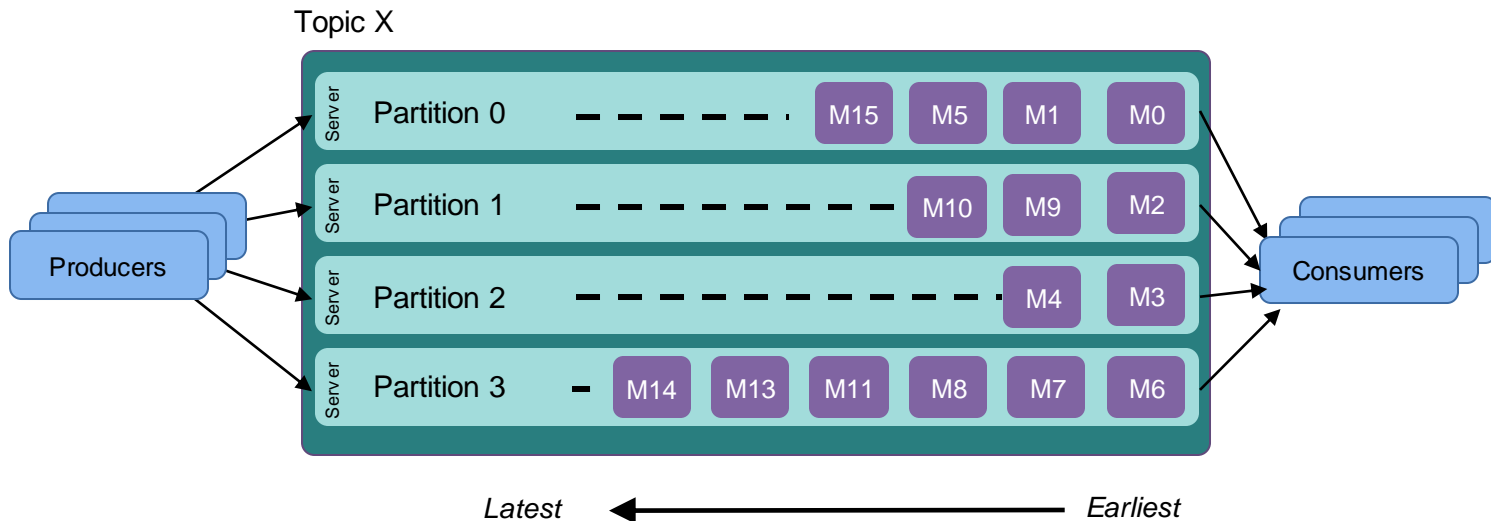 Topic X
Server Partition 0 M15 M5 M1 M0
Server Partition 1 M10 M9 M2
Server Partition 2 M4 M3
Server Partition 3 M14 M13 M11 M8 M7 M6
Producers
Consumers
Latest Earliest